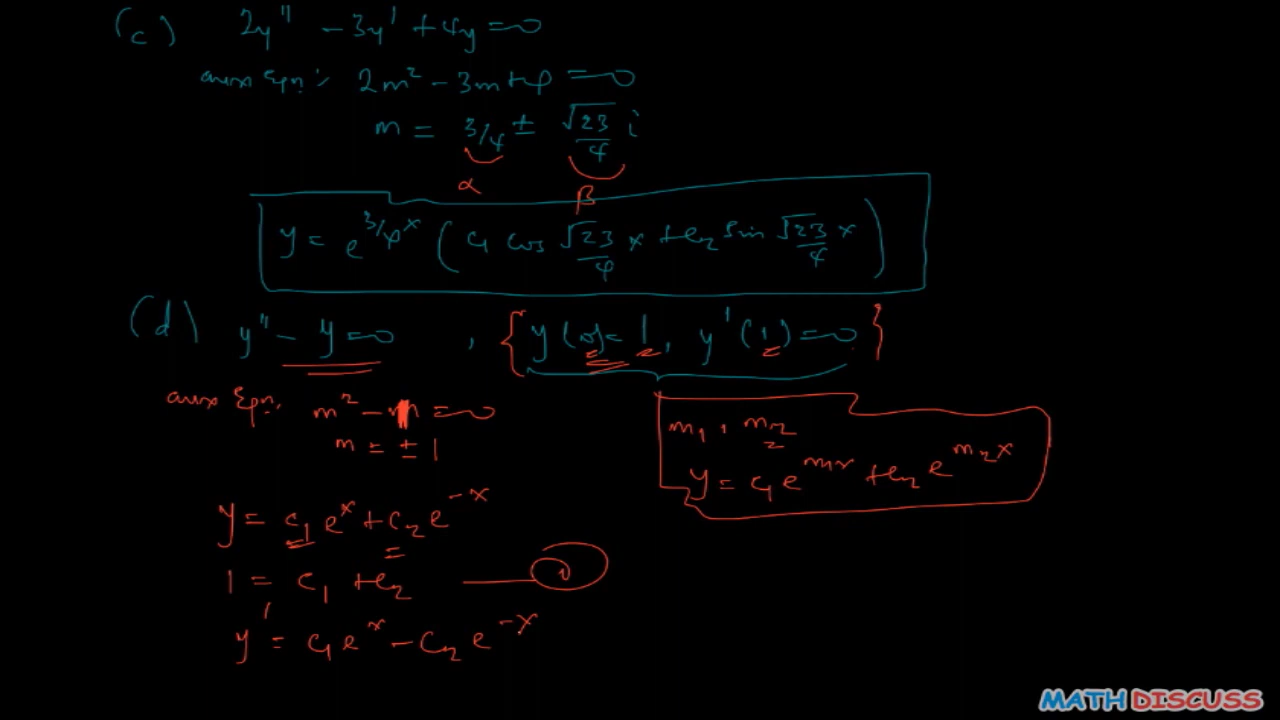 (c) 2y" - 3y' + 4y = 0
aux Eqn: 2m² - 3m + 4 = 0
m = 3/4 ± √23/4 i
α β
y = e^(3/4 x) (c₁ cos √23/4 x + c₂ sin √23/4 x)
(d) y" - y = 0 , {y(0) = 1, y'(1) = 0}
aux Eqn: m² - 1 = 0
m = ± 1
m₁, m₂
y = c₁e^(m₁x) + c₂e^(m₂x)
y = c₁e^x + c₂e^(-x)
1 = c₁ + c₂
y' = c₁e^x - c₂e^(-x)
MATH DISCUSS